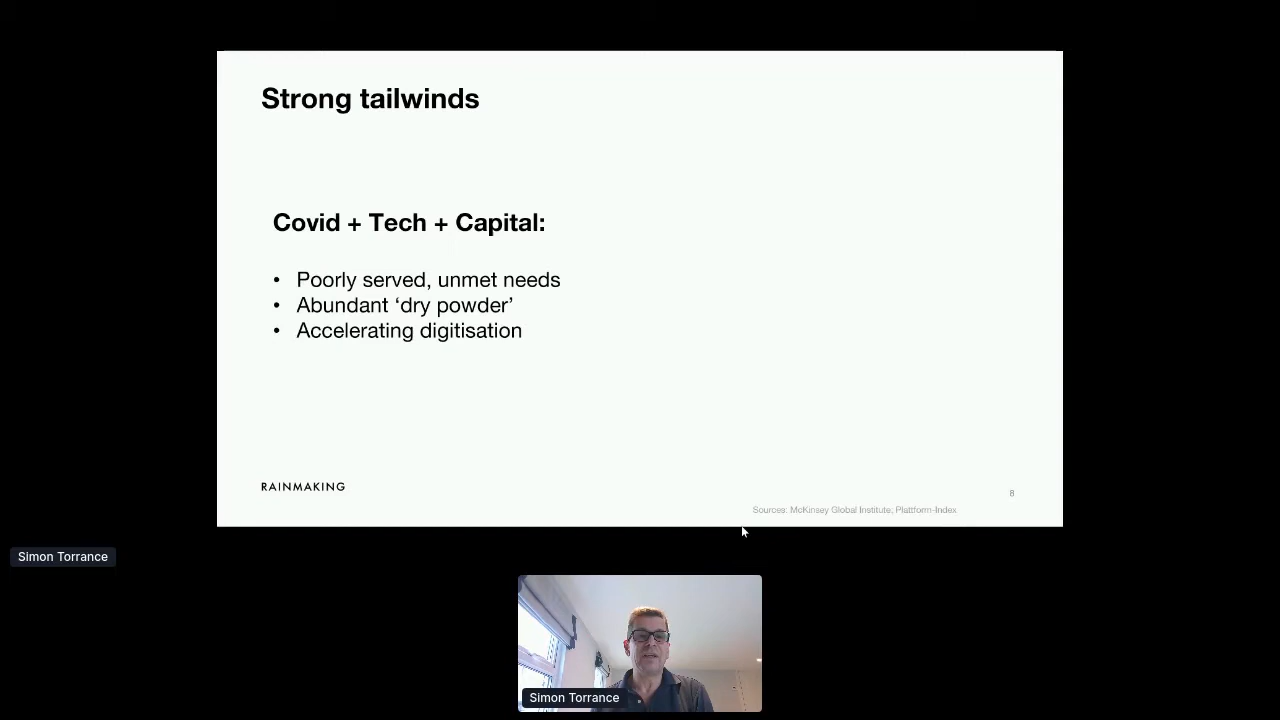 Strong tailwinds
Covid + Tech + Capital:
• Poorly served, unmet needs
• Abundant ‘dry powder’
• Accelerating digitisation
RAINMAKING
8
Sources: McKinsey Global Institute, Plattform-Index
Simon Torrance
Simon Torrance